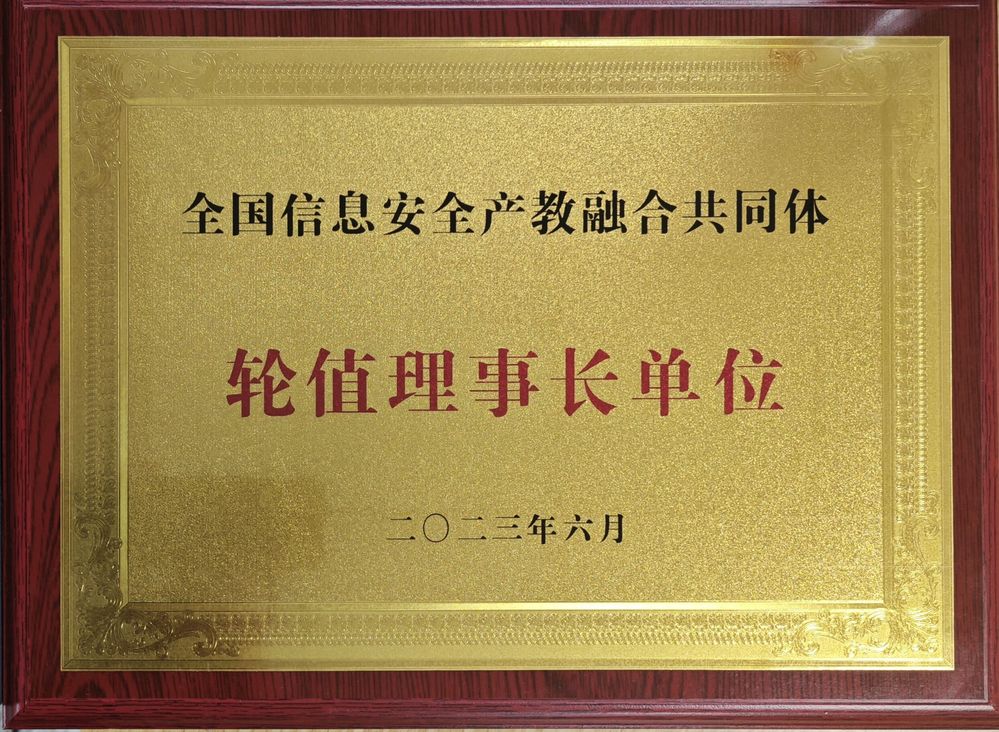 全国信息安全产教融合共同体
轮值理事长单位
二〇二三年六月